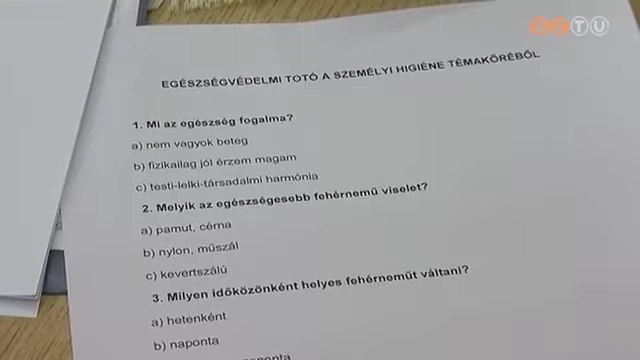 EGÉSZSÉGVÉDELMI TOTÓ A SZEMÉLYI HIGIÉNE TÉMAKÖRÉBŐL
1. Mi az egészség fogalma?
a) nem vagyok beteg
b) fizikailag jól érzem magam
c) testi-lelki-társadalmi harmónia
2. Melyik az egészségesebb fehérnemű viselet?
a) pamut, cérna
b) nylon, műszál
c) kevertszálú
3. Milyen időközönként helyes fehérneműt váltani?
a) hetenként
b) naponta